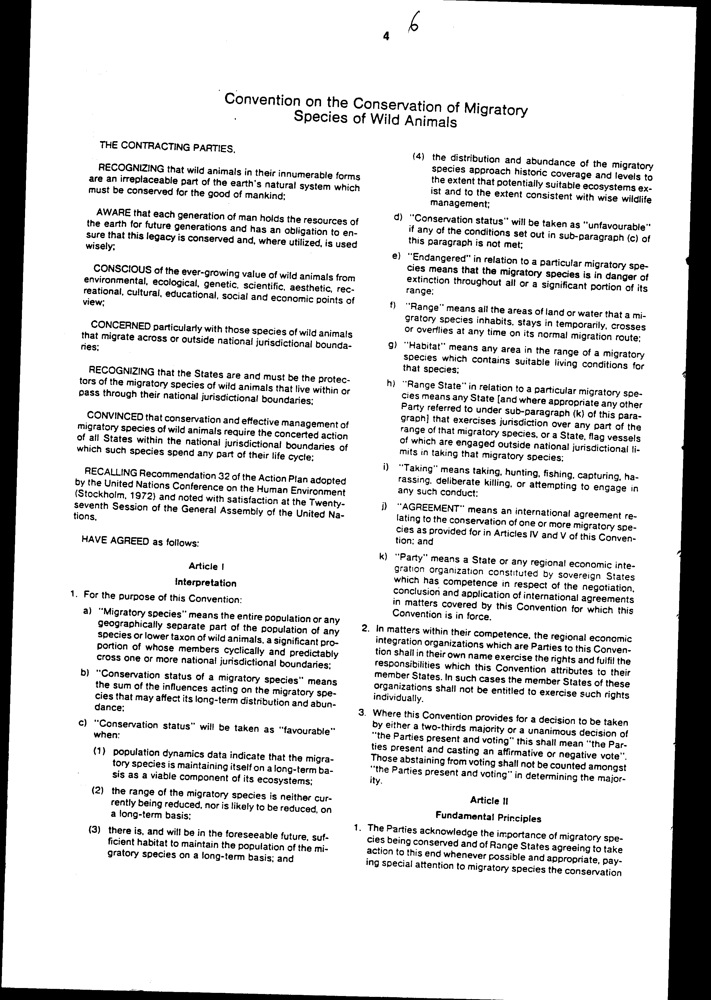 6
4
Convention on the Conservation of Migratory
Species of Wild Animals
THE CONTRACTING PARTIES,
RECOGNIZING that wild animals in their innumerable forms
are an irreplaceable part of the earth's natural system which
must be conserved for the good of mankind;
AWARE that each generation of man holds the resources of
the earth for future generations and has an obligation to en-
sure that this legacy is conserved and, where utilized, is used
wisely;
CONSCIOUS of the ever-growing value of wild animals from
environmental, ecological, genetic, scientific, aesthetic, rec-
reational, cultural, educational, social and economic points of
view;
CONCERNED particularly with those species of wild animals
that migrate across or outside national jurisdictional bounda-
ries;
RECOGNIZING that the States are and must be the protec-
tors of the migratory species of wild animals that live within or
pass through their national jurisdictional boundaries;
CONVINCED that conservation and effective management of
migratory species of wild animals require the concerted action
of all States within the national jurisdictional boundaries of
which such species spend any part of their life cycle;
RECALLING Recommendation 32 of the Action Plan adopted
by the United Nations Conference on the Human Environment
(Stockholm, 1972) and noted with satisfaction at the Twenty-
seventh Session of the General Assembly of the United Na-
tions,
HAVE AGREED as follows:
Article I
Interpretation
1. For the purpose of this Convention:
a) "Migratory species" means the entire population or any
geographically separate part of the population of any
species or lower taxon of wild animals, a significant pro-
portion of whose members cyclically and predictably
cross one or more national jurisdictional boundaries;
b) "Conservation status of a migratory species" means
the sum of the influences acting on the migratory spe-
cies that may affect its long-term distribution and abun-
dance;
c) "Conservation status" will be taken as "favourable"
when:
(1) population dynamics data indicate that the migra-
tory species is maintaining itself on a long-term ba-
sis as a viable component of its ecosystems;
(2) the range of the migratory species is neither cur-
rently being reduced, nor is likely to be reduced, on
a long-term basis;
(3) there is, and will be in the foreseeable future, suf-
ficient habitat to maintain the population of the mi-
gratory species on a long-term basis; and
(4) the distribution and abundance of the migratory
species approach historic coverage and levels to
the extent that potentially suitable ecosystems ex-
ist and to the extent consistent with wise wildlife
management;
d) "Conservation status" will be taken as "unfavourable"
if any of the conditions set out in sub-paragraph (c) of
this paragraph is not met;
e) "Endangered" in relation to a particular migratory spe-
cies means that the migratory species is in danger of
extinction throughout all or a significant portion of its
range;
f) "Range" means all the areas of land or water that a mi-
gratory species inhabits, stays in temporarily, crosses
or overflies at any time on its normal migration route;
g) "Habitat" means any area in the range of a migratory
species which contains suitable living conditions for
that species;
h) "Range State" in relation to a particular migratory spe-
cies means any State [and where appropriate any other
Party referred to under sub-paragraph (k) of this para-
graph] that exercises jurisdiction over any part of the
range of that migratory species, or a State, flag vessels
of which are engaged outside national jurisdictional li-
mits in taking that migratory species;
i) "Taking" means taking, hunting, fishing, capturing, ha-
rassing, deliberate killing, or attempting to engage in
any such conduct;
j) "AGREEMENT" means an international agreement re-
lating to the conservation of one or more migratory spe-
cies as provided for in Articles IV and V of this Conven-
tion; and
k) "Party" means a State or any regional economic inte-
gration organization constituted by sovereign States
which has competence in respect of the negotiation,
conclusion and application of international agreements
in matters covered by this Convention for which this
Convention is in force.
2. In matters within their competence, the regional economic
integration organizations which are Parties to this Conven-
tion shall in their own name exercise the rights and fulfil the
responsibilities which this Convention attributes to their
member States. In such cases the member States of these
organizations shall not be entitled to exercise such rights
individually.
3. Where this Convention provides for a decision to be taken
by either a two-thirds majority or a unanimous decision of
"the Parties present and voting" this shall mean "the Par-
ties present and casting an affirmative or negative vote".
Those abstaining from voting shall not be counted amongst
"the Parties present and voting" in determining the major-
ity.
Article II
Fundamental Principles
1. The Parties acknowledge the importance of migratory spe-
cies being conserved and of Range States agreeing to take
action to this end whenever possible and appropriate, pay-
ing special attention to migratory species the conservation